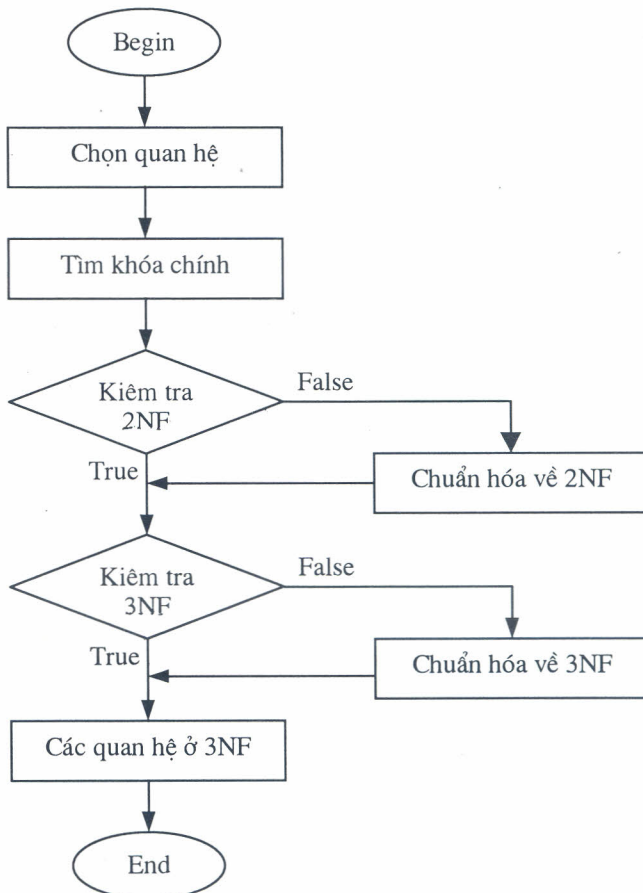 Begin
Chọn quan hệ
Tìm khóa chính
Kiêm tra
2NF
False
True
Chuẩn hóa về 2NF
Kiêm tra
3NF
False
True
Chuẩn hóa về 3NF
Các quan hệ ở 3NF
End